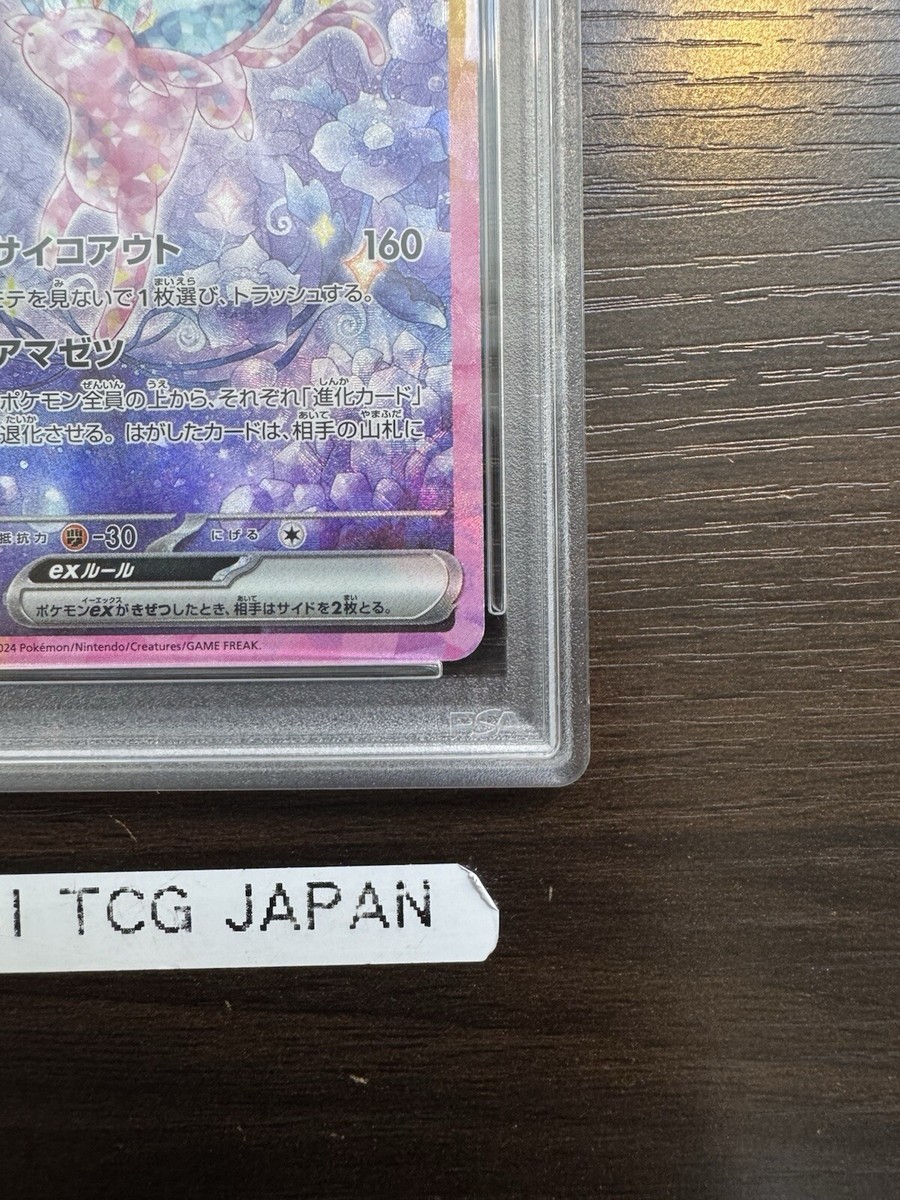 サイコアウト 160
モテを見ないで1枚選び、トラッシュする。
アマゼツ
ポケモン全員の上から、それぞれ「進化カード」
退化させる。はがしたカードは、相手の山札に
抵抗力 -30 にげる
exルール
ポケモンexがきぜつしたとき、相手はサイドを2枚とる。
024 Pokémon/Nintendo/Creatures/GAME FREAK.
PSA
I TCG JAPAN